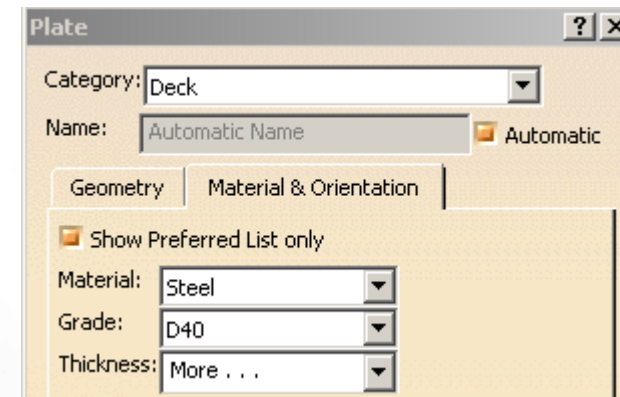 Plate ? X
Category: Deck
Name: Automatic Name Automatic
Geometry Material & Orientation
Show Preferred List only
Material: Steel
Grade: D40
Thickness: More . . .